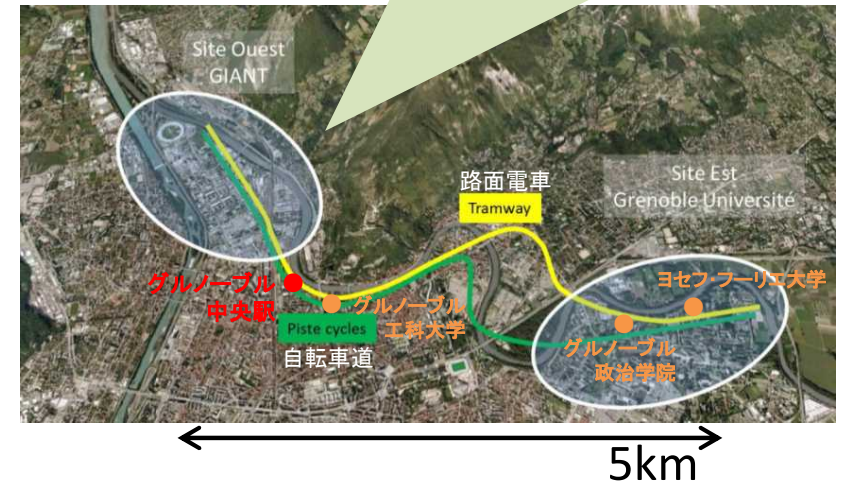 Site Ouest
GIANT
路面電車
Tramway
Site Est
Grenoble Université
ヨセフ・フーリエ大学
グルノーブル
中央駅
グルノーブル
工科大学
Piste cycles
自転車道
グルノーブル
政治学院
5km